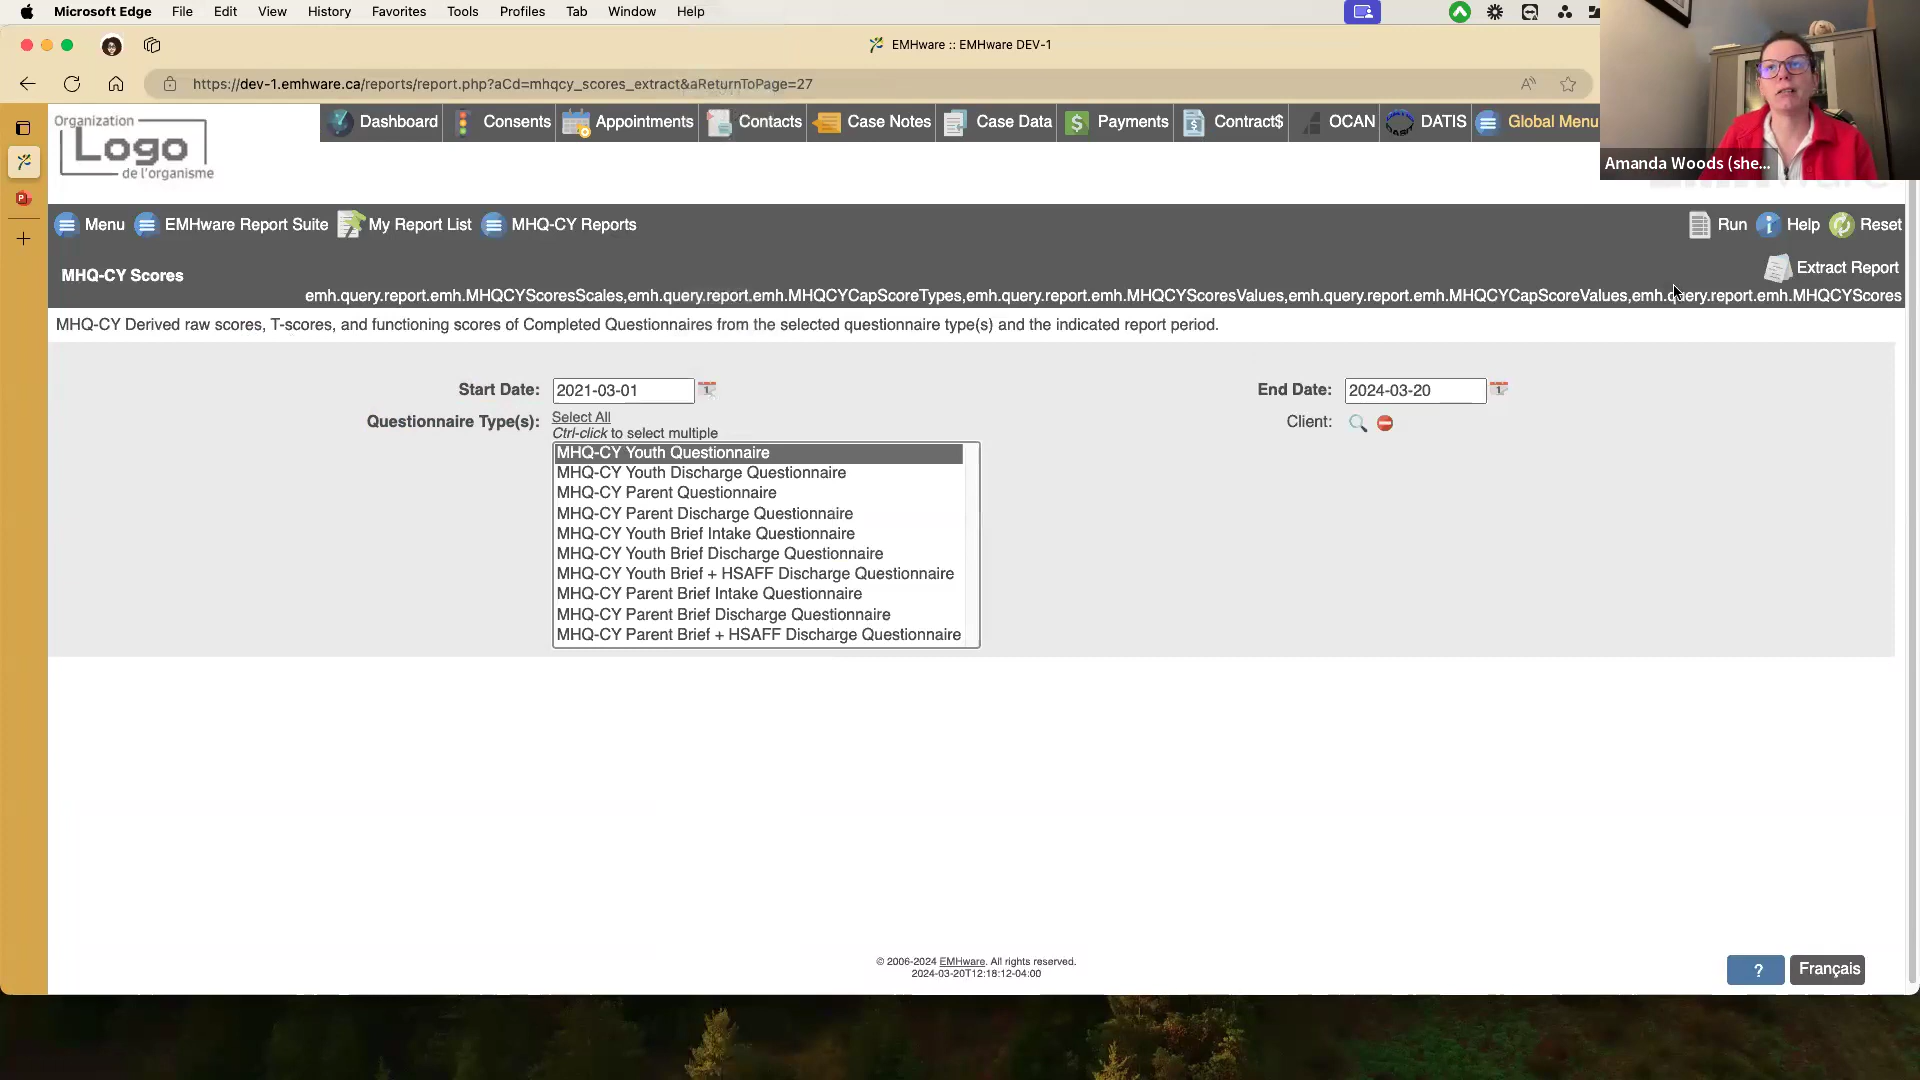 Microsoft Edge File Edit View History Favorites Tools Profiles Tab Window Help
EMHware :: EMHware DEV-1
https://dev-1.emhware.ca/reports/report.php?aCd=mhqcy_scores_extract&aReturnToPage=27
Organization
Logo
de l'organisme
Dashboard Consents Appointments Contacts Case Notes Case Data Payments Contract$ OCAN DATIS Global Menu
Amanda Woods (she...
Menu EMHware Report Suite My Report List MHQ-CY Reports Run Help Reset
MHQ-CY Scores
Extract Report
emh.query.report.emh.MHQCYScoresScales,emh.query.report.emh.MHQCYCapScoreTypes,emh.query.report.emh.MHQCYScoresValues,emh.query.report.emh.MHQCYCapScoreValues,emh.query.report.emh.MHQCYScores
MHQ-CY Derived raw scores, T-scores, and functioning scores of Completed Questionnaires from the selected questionnaire type(s) and the indicated report period.
Start Date: 2021-03-01 End Date: 2024-03-20
Questionnaire Type(s): Select All Client:
Ctrl-click to select multiple
MHQ-CY Youth Questionnaire
MHQ-CY Youth Discharge Questionnaire
MHQ-CY Parent Questionnaire
MHQ-CY Parent Discharge Questionnaire
MHQ-CY Youth Brief Intake Questionnaire
MHQ-CY Youth Brief Discharge Questionnaire
MHQ-CY Youth Brief + HSAFF Discharge Questionnaire
MHQ-CY Parent Brief Intake Questionnaire
MHQ-CY Parent Brief Discharge Questionnaire
MHQ-CY Parent Brief + HSAFF Discharge Questionnaire
© 2006-2024 EMHware. All rights reserved.
2024-03-20T12:18:12-04:00
? Français